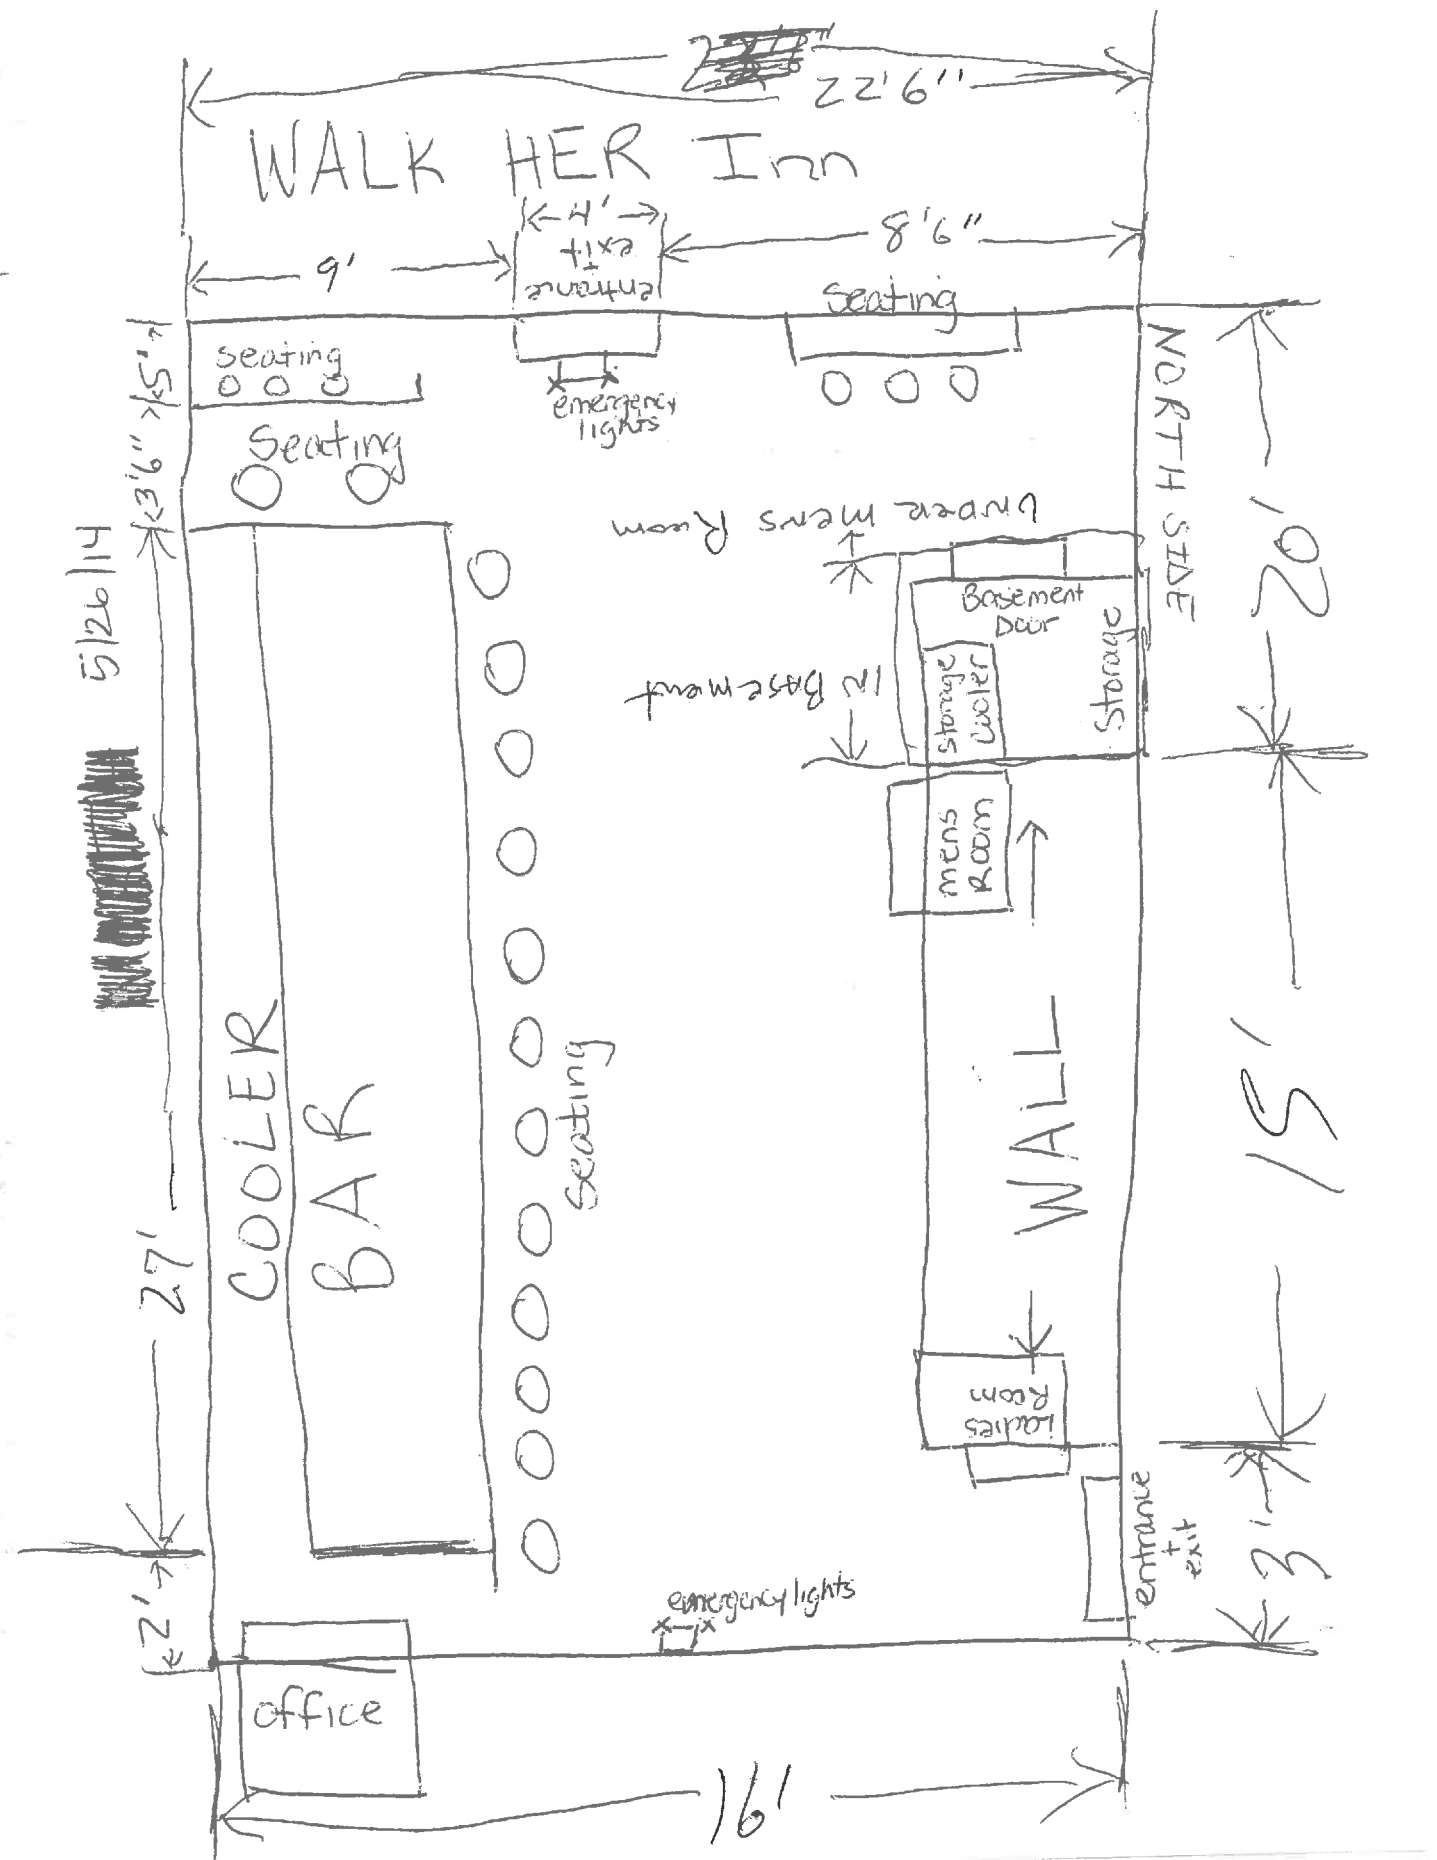 22'6"
WALK HER Inn
4'
9'
entrance
+
exit
8'6"
seating
seating
5'
emergency
lights
NORTH SIDE
3'6"
Seating
Under mens Room
20'
5/26/14
Basement
Door
Storage
Storage
Cooler
In Basement
mens
Room
COOLER
BAR
Seating
WALL
15'
27'
Ladies
Room
entrance
+
exit
3'
emergency lights
2'
office
16'